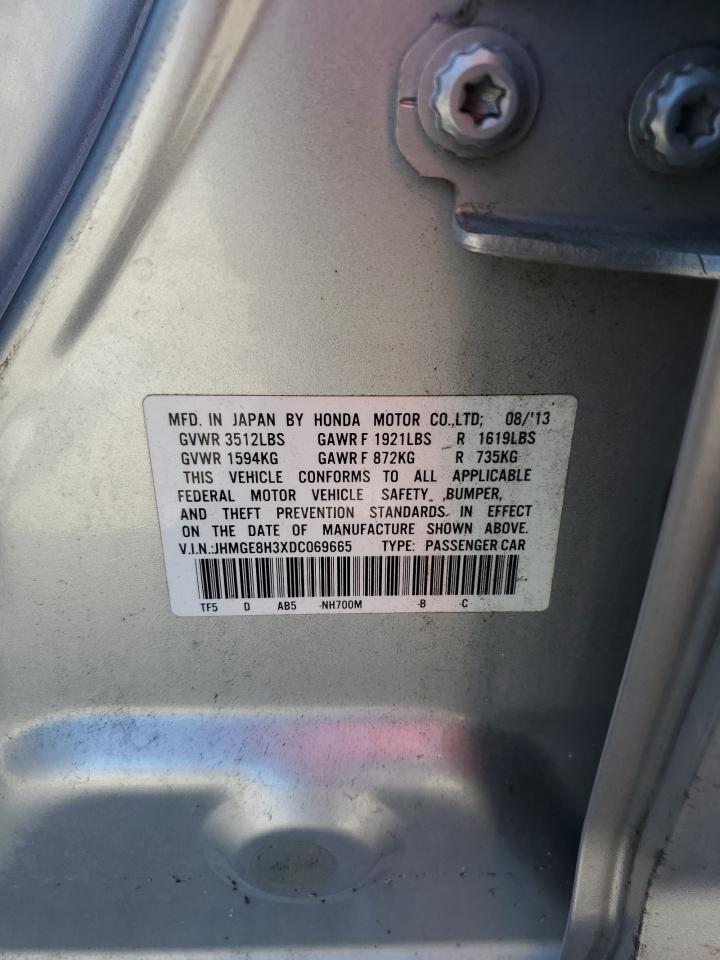 MFD. IN JAPAN BY HONDA MOTOR CO.,LTD; 08/'13
GVWR 3512LBS GAWR F 1921LBS R 1619LBS
GVWR 1594KG GAWR F 872KG R 735KG
THIS VEHICLE CONFORMS TO ALL APPLICABLE
FEDERAL MOTOR VEHICLE SAFETY, BUMPER,
AND THEFT PREVENTION STANDARDS IN EFFECT
ON THE DATE OF MANUFACTURE SHOWN ABOVE.
V.I.N.:JHMGE8H3XDC069665 TYPE: PASSENGER CAR
TF5 D AB5 -NH700M -B -C